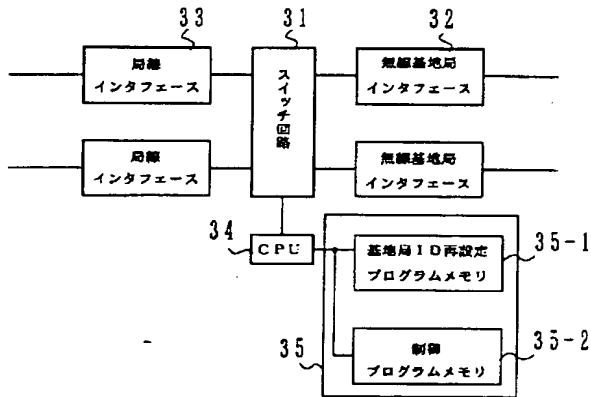 33
31
32
局線
インタフェース
スイッチ回路
無線基地局
インタフェース
局線
インタフェース
無線基地局
インタフェース
34
CPU
基地局ID再設定
プログラムメモリ
35-1
35
制御
プログラムメモリ
35-2